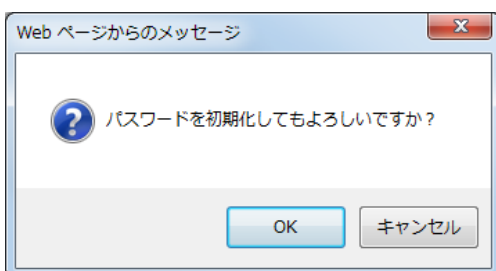 Web ページからのメッセージ
パスワードを初期化してもよろしいですか？
OK
キャンセル